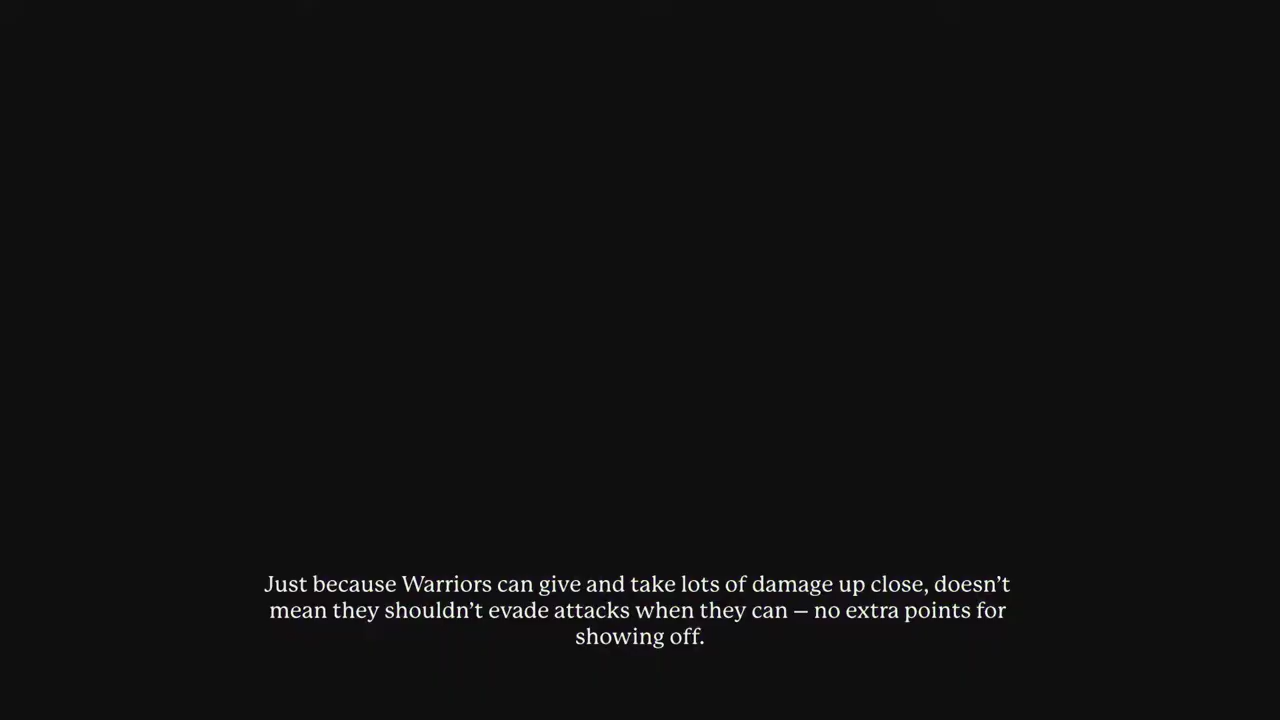 Just because Warriors can give and take lots of damage up close, doesn’t
mean they shouldn’t evade attacks when they can – no extra points for
showing off.